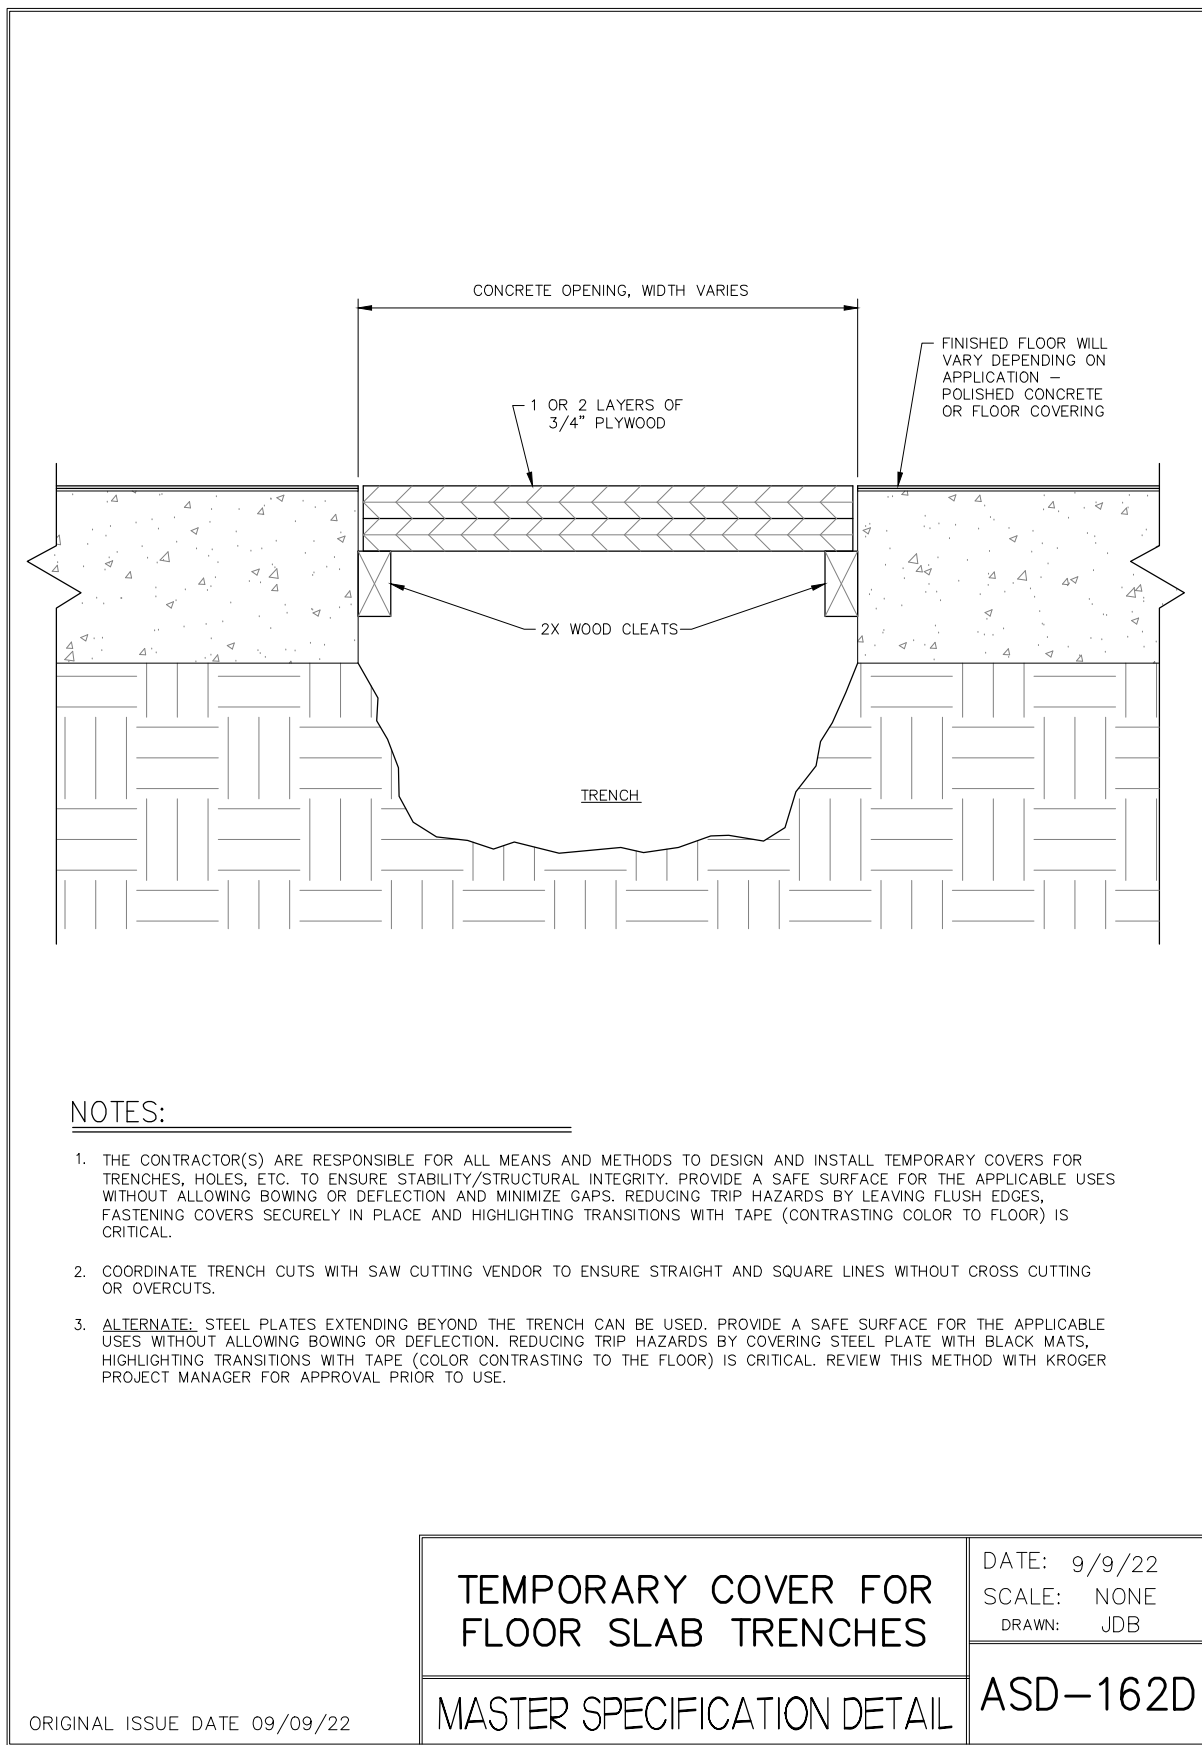 CONCRETE OPENING, WIDTH VARIES
FINISHED FLOOR WILL
VARY DEPENDING ON
APPLICATION –
POLISHED CONCRETE
OR FLOOR COVERING
1 OR 2 LAYERS OF
3/4" PLYWOOD
2X WOOD CLEATS
TRENCH
NOTES:
1. THE CONTRACTOR(S) ARE RESPONSIBLE FOR ALL MEANS AND METHODS TO DESIGN AND INSTALL TEMPORARY COVERS FOR
TRENCHES, HOLES, ETC. TO ENSURE STABILITY/STRUCTURAL INTEGRITY. PROVIDE A SAFE SURFACE FOR THE APPLICABLE USES
WITHOUT ALLOWING BOWING OR DEFLECTION AND MINIMIZE GAPS. REDUCING TRIP HAZARDS BY LEAVING FLUSH EDGES,
FASTENING COVERS SECURELY IN PLACE AND HIGHLIGHTING TRANSITIONS WITH TAPE (CONTRASTING COLOR TO FLOOR) IS
CRITICAL.
2. COORDINATE TRENCH CUTS WITH SAW CUTTING VENDOR TO ENSURE STRAIGHT AND SQUARE LINES WITHOUT CROSS CUTTING
OR OVERCUTS.
3. ALTERNATE: STEEL PLATES EXTENDING BEYOND THE TRENCH CAN BE USED. PROVIDE A SAFE SURFACE FOR THE APPLICABLE
USES WITHOUT ALLOWING BOWING OR DEFLECTION. REDUCING TRIP HAZARDS BY COVERING STEEL PLATE WITH BLACK MATS,
HIGHLIGHTING TRANSITIONS WITH TAPE (COLOR CONTRASTING TO THE FLOOR) IS CRITICAL. REVIEW THIS METHOD WITH KROGER
PROJECT MANAGER FOR APPROVAL PRIOR TO USE.
TEMPORARY COVER FOR
FLOOR SLAB TRENCHES
MASTER SPECIFICATION DETAIL
DATE: 9/9/22
SCALE: NONE
DRAWN: JDB
ASD–162D
ORIGINAL ISSUE DATE 09/09/22